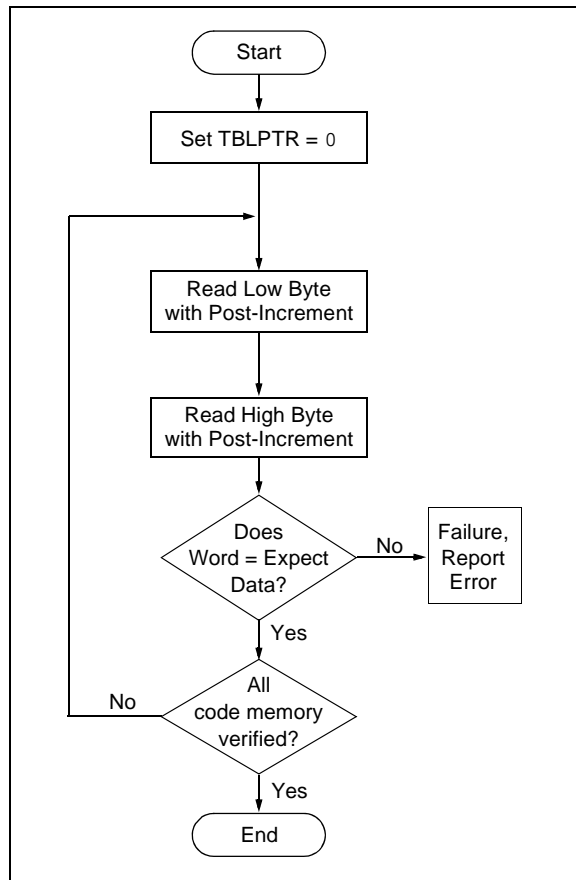 Start
Set TBLPTR = 0
Read Low Byte
with Post-Increment
Read High Byte
with Post-Increment
Does
Word = Expect
Data?
No
Failure,
Report
Error
Yes
All
code memory
verified?
No
Yes
End